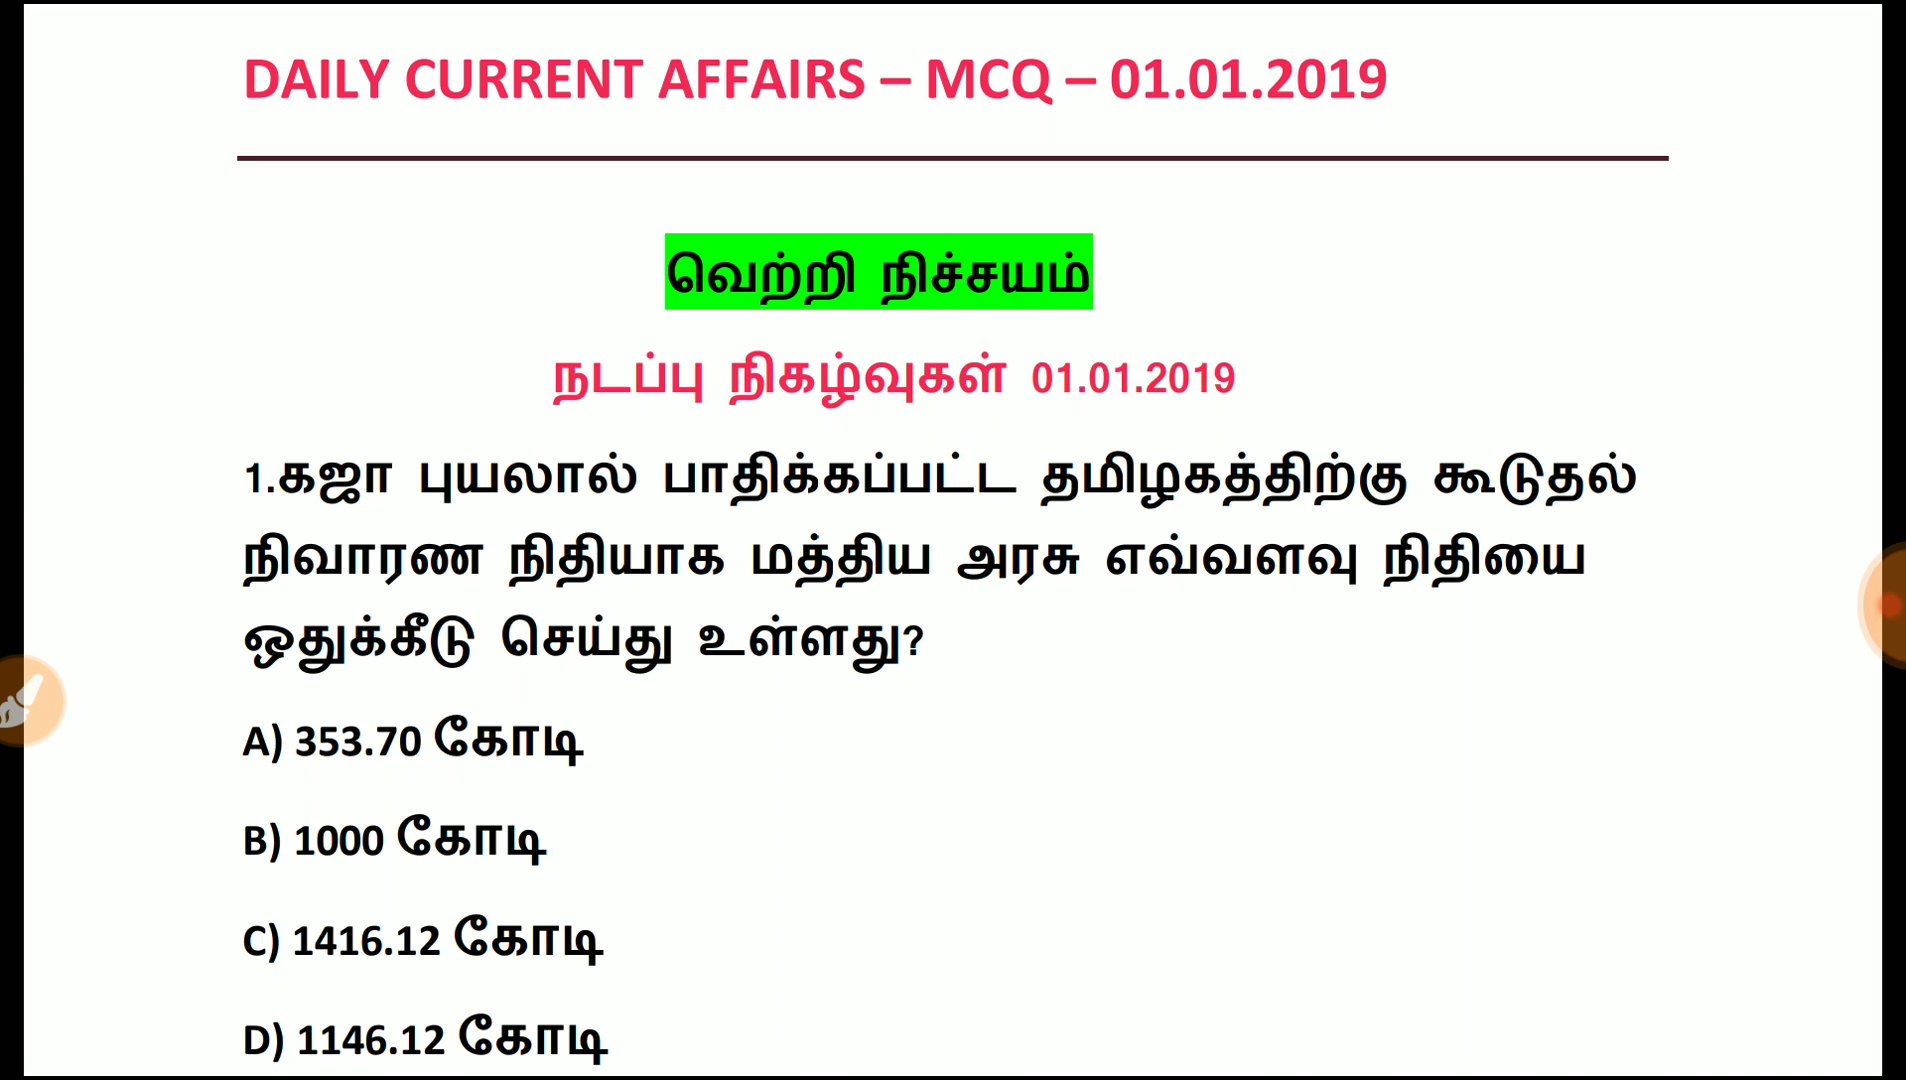 DAILY CURRENT AFFAIRS – MCQ – 01.01.2019
வெற்றி நிச்சயம்
நடப்பு நிகழ்வுகள் 01.01.2019
1.கஜா புயலால் பாதிக்கப்பட்ட தமிழகத்திற்கு கூடுதல்
நிவாரண நிதியாக மத்திய அரசு எவ்வளவு நிதியை
ஒதுக்கீடு செய்து உள்ளது?
A) 353.70 கோடி
B) 1000 கோடி
C) 1416.12 கோடி
D) 1146.12 கோடி